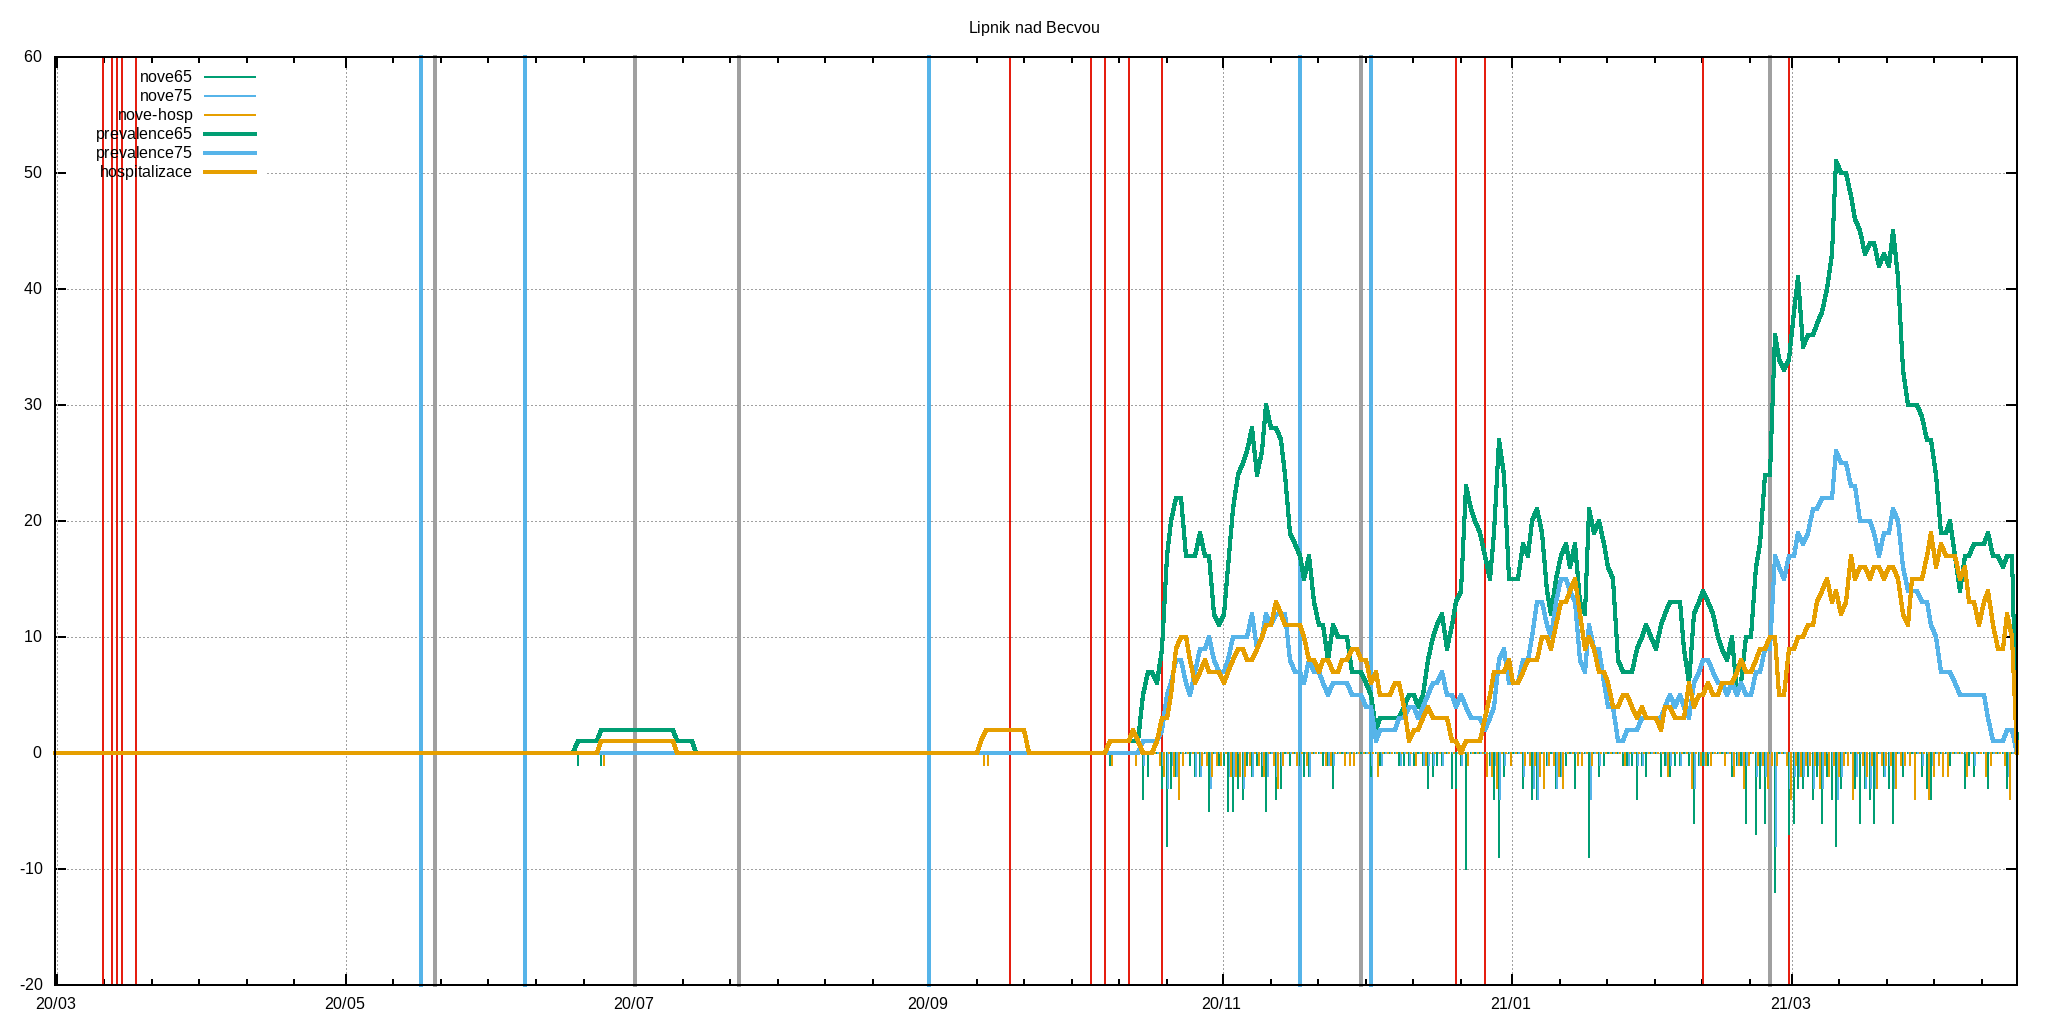 Lipnik nad Becvou
60
50
40
30
20
10
0
-10
-20
nove65
nove75
nove-hosp
prevalence65
prevalence75
hospitalizace
20/03 20/05 20/07 20/09 20/11 21/01 21/03